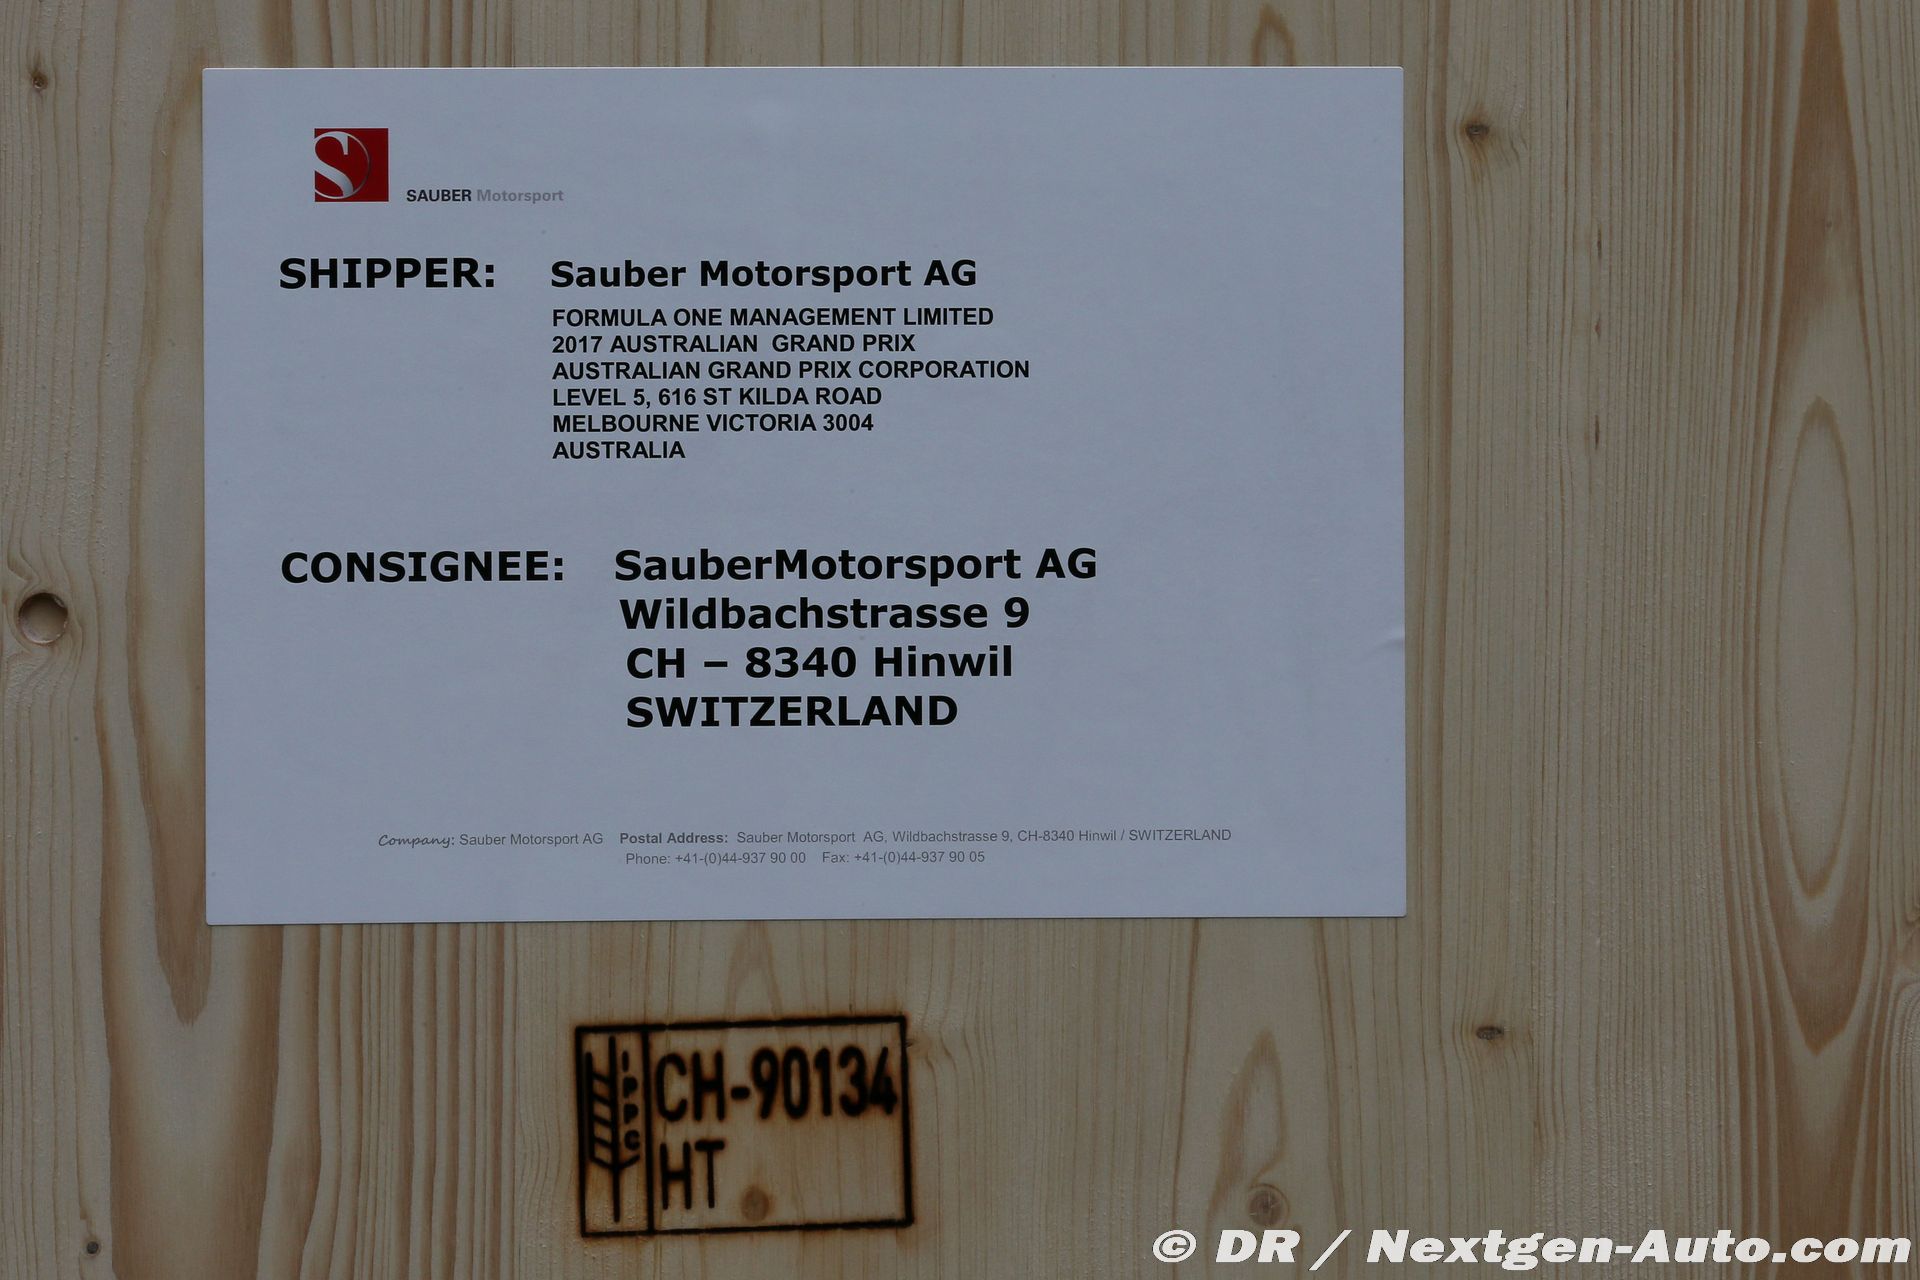 S
SAUBER Motorsport
SHIPPER: Sauber Motorsport AG
FORMULA ONE MANAGEMENT LIMITED
2017 AUSTRALIAN GRAND PRIX
AUSTRALIAN GRAND PRIX CORPORATION
LEVEL 5, 616 ST KILDA ROAD
MELBOURNE VICTORIA 3004
AUSTRALIA
CONSIGNEE: SauberMotorsport AG
Wildbachstrasse 9
CH – 8340 Hinwil
SWITZERLAND
Company: Sauber Motorsport AG Postal Address: Sauber Motorsport AG, Wildbachstrasse 9, CH-8340 Hinwil / SWITZERLAND
Phone: +41-(0)44-937 90 00 Fax: +41-(0)44-937 90 05
IPPC
CH-90134
HT
© DR / Nextgen-Auto.com